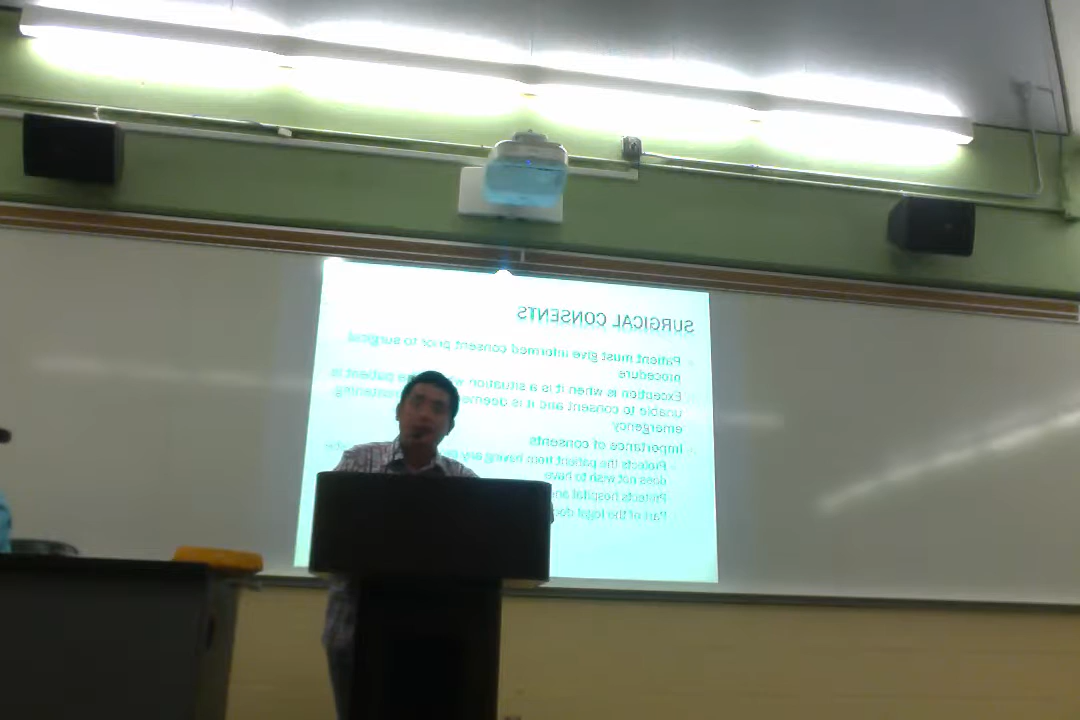 SURGICAL CONSENTS
Patient must give informed consent prior to surgical
procedure
Exception is when it is a situation patient is
unable to consent and it is
emergency
Importance of consents
Protects the patient from having any
does not wish to have
Protects hospital and
Part of the legal